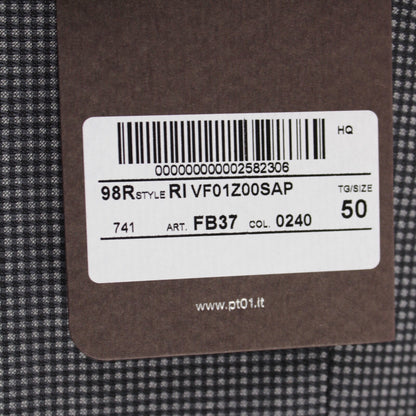 HQ
000000000002582306
98R STYLE RI VF01Z00SAP TG/SIZE
741 ART. FB37 COL. 0240 50
www.pt01.it